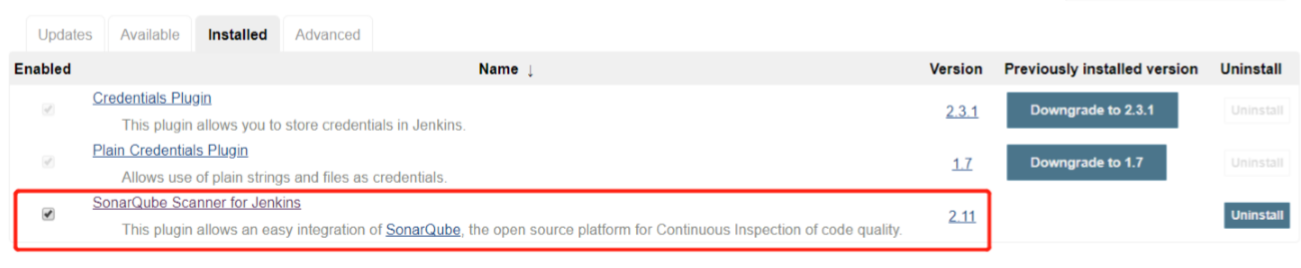 Updates Available Installed Advanced
Enabled Name ↓ Version Previously installed version Uninstall
Credentials Plugin
This plugin allows you to store credentials in Jenkins.
2.3.1 Downgrade to 2.3.1 Uninstall
Plain Credentials Plugin
Allows use of plain strings and files as credentials.
1.7 Downgrade to 1.7 Uninstall
SonarQube Scanner for Jenkins
This plugin allows an easy integration of SonarQube, the open source platform for Continuous Inspection of code quality.
2.11 Uninstall